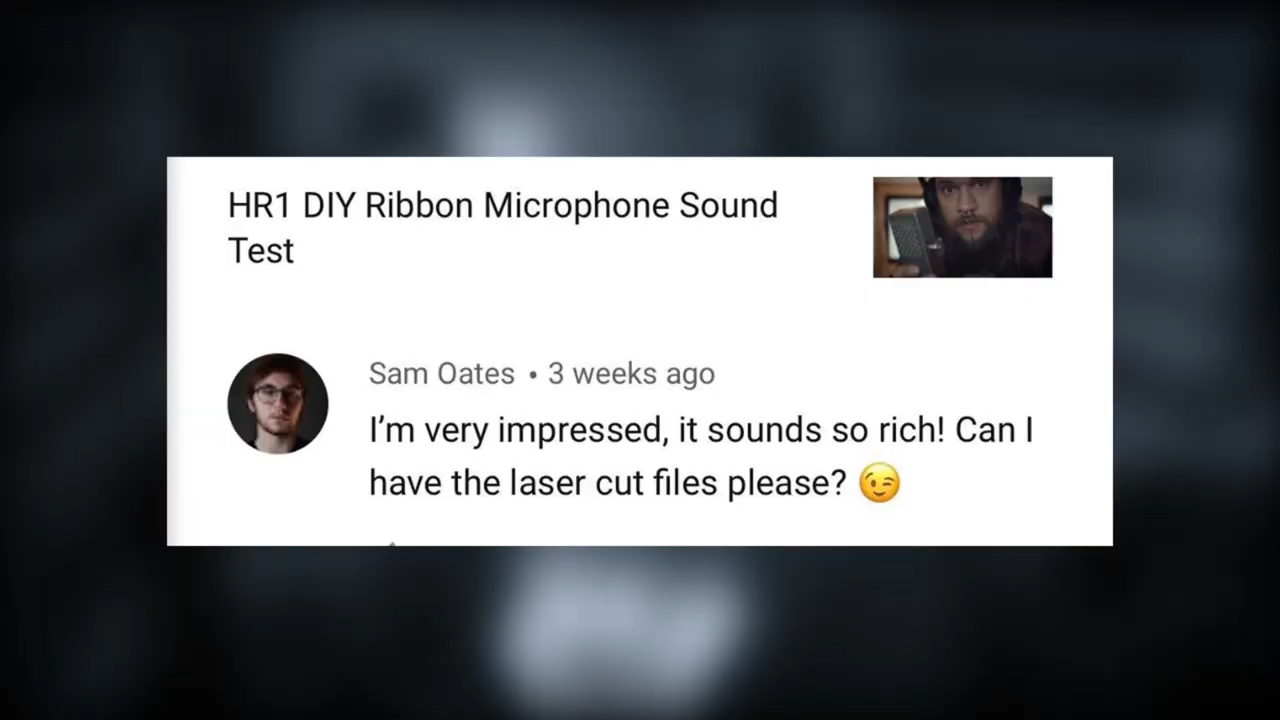 HR1 DIY Ribbon Microphone Sound
Test
Sam Oates • 3 weeks ago
I’m very impressed, it sounds so rich! Can I
have the laser cut files please? 😉